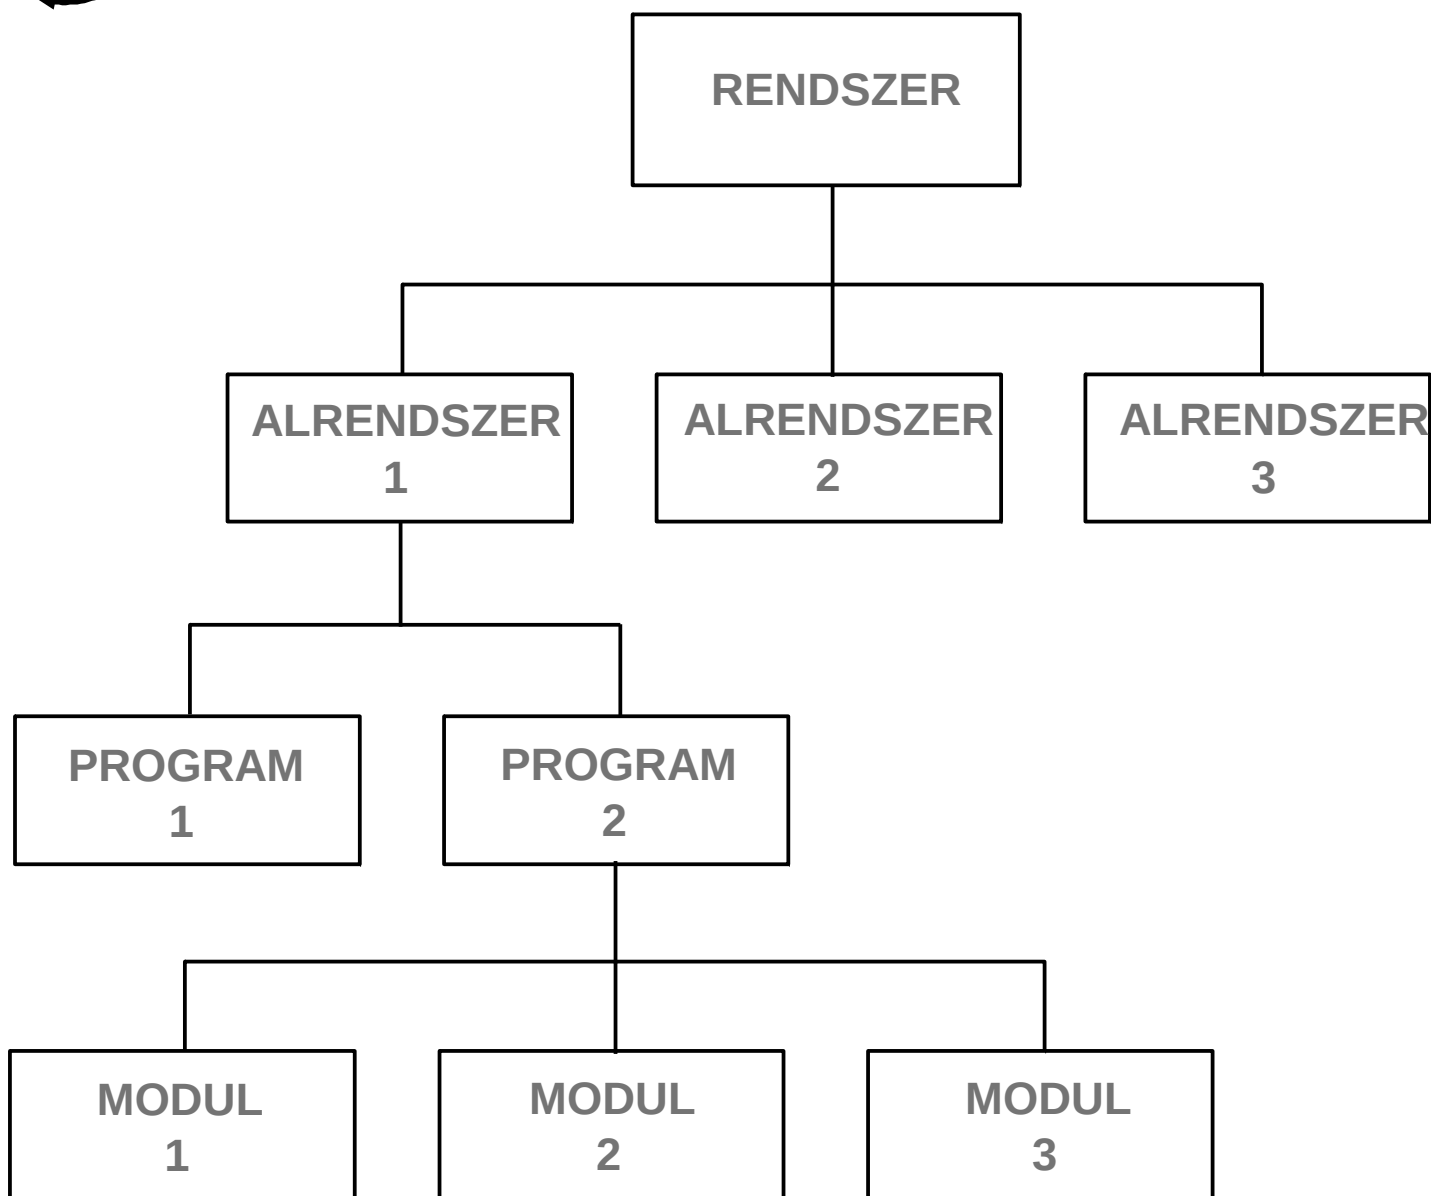 RENDSZER
ALRENDSZER
1
ALRENDSZER
2
ALRENDSZER
3
PROGRAM
1
PROGRAM
2
MODUL
1
MODUL
2
MODUL
3